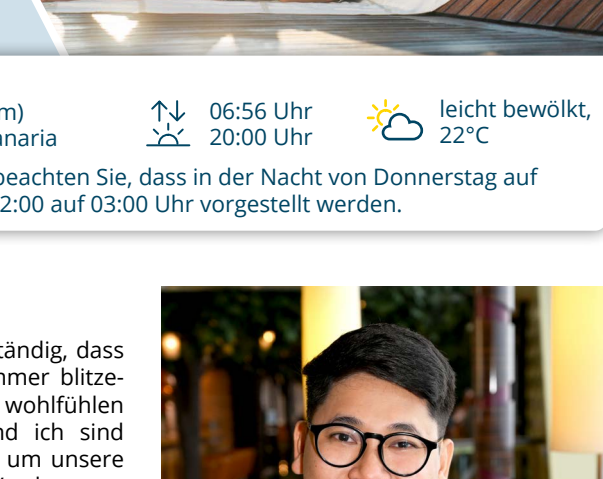 m)
06:56 Uhr
leicht bewölkt,
anaria
20:00 Uhr
22°C
beachten Sie, dass in der Nacht von Donnerstag auf
2:00 auf 03:00 Uhr vorgestellt werden.
tändig, dass
mmer blitze-
wohlfühlen
nd ich sind
um unsere